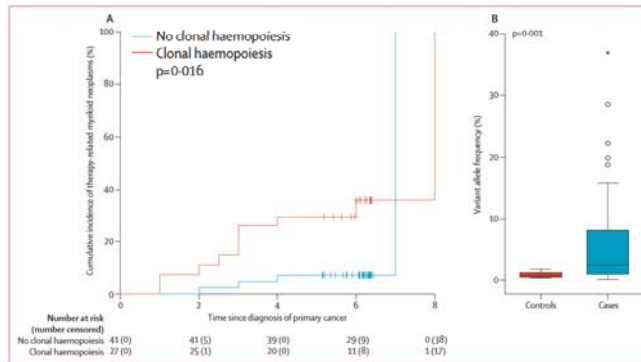 A
No clonal haemopoiesis
Clonal haemopoiesis
p=0·016
Cumulative incidence of therapy-related myeloid neoplasms (%)
100
80
60
40
20
0
0 2 4 6 8
Time since diagnosis of primary cancer
Number at risk
(number censored)
No clonal haemopoiesis 41 (0) 41 (5) 39 (0) 29 (9) 0 (38)
Clonal haemopoiesis 27 (0) 25 (1) 20 (0) 11 (8) 1 (17)
B
p=0·001
Variant allele frequency (%)
40
30
20
10
0
Controls Cases